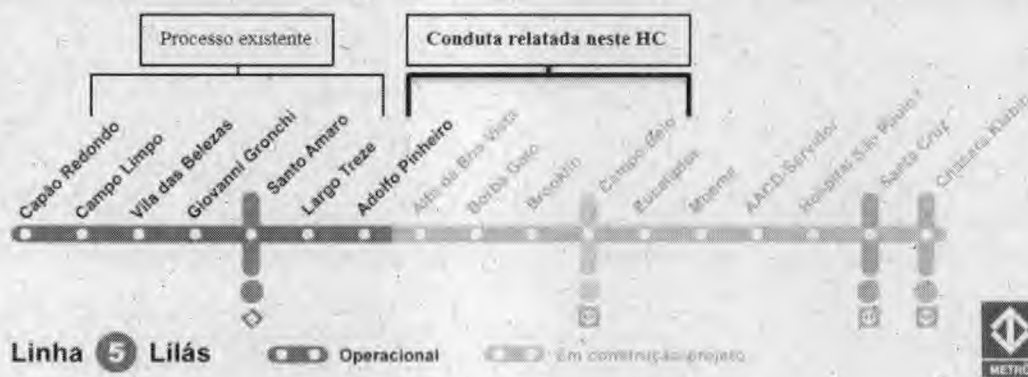 Processo existente
Conduta relatada neste HC
Capão Redondo
Campo Limpo
Vila das Belezas
Giovanni Gronchi
Santo Amaro
Largo Treze
Adolfo Pinheiro
Alto da Boa Vista
Borba Gato
Brooklin
Campo Belo
Eucaliptos
Moema
AACD-Servidor
Hospital São Paulo
Santa Cruz
Chácara Klabin
Linha 5 Lilás
Operacional
Em construção/projeto
METRÔ